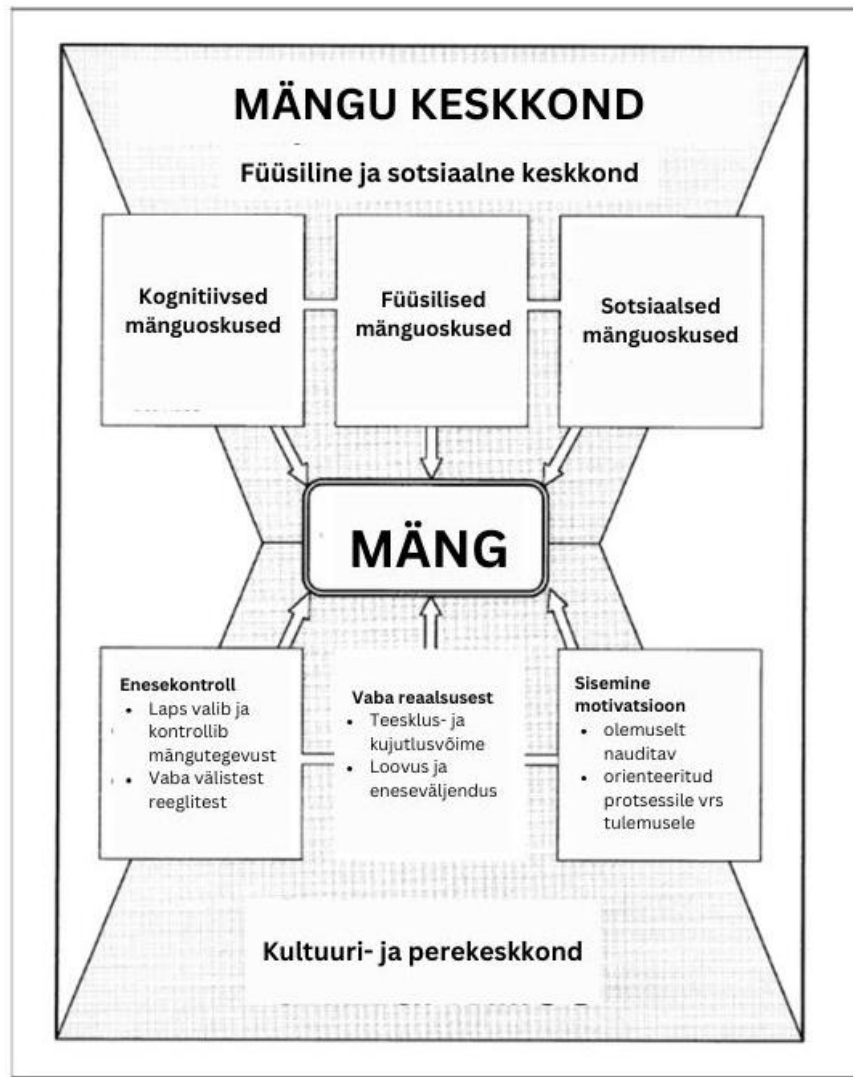 MÄNGU KESKKOND
Füüsiline ja sotsiaalne keskkond
Kognitiivsed
mänguoskused
Füüsilised
mänguoskused
Sotsiaalsed
mänguoskused
MÄNG
Enesekontroll
• Laps valib ja
kontrollib
mängutegevust
• Vaba välistest
reeglitest
Vaba reaalsusest
• Teesklus- ja
kujutlusvõime
• Loovus ja
eneseväljendus
Sisemine
motivatsioon
• olemuselt
nauditav
• orienteeritud
protsessile vrs
tulemusele
Kultuuri- ja perekeskkond